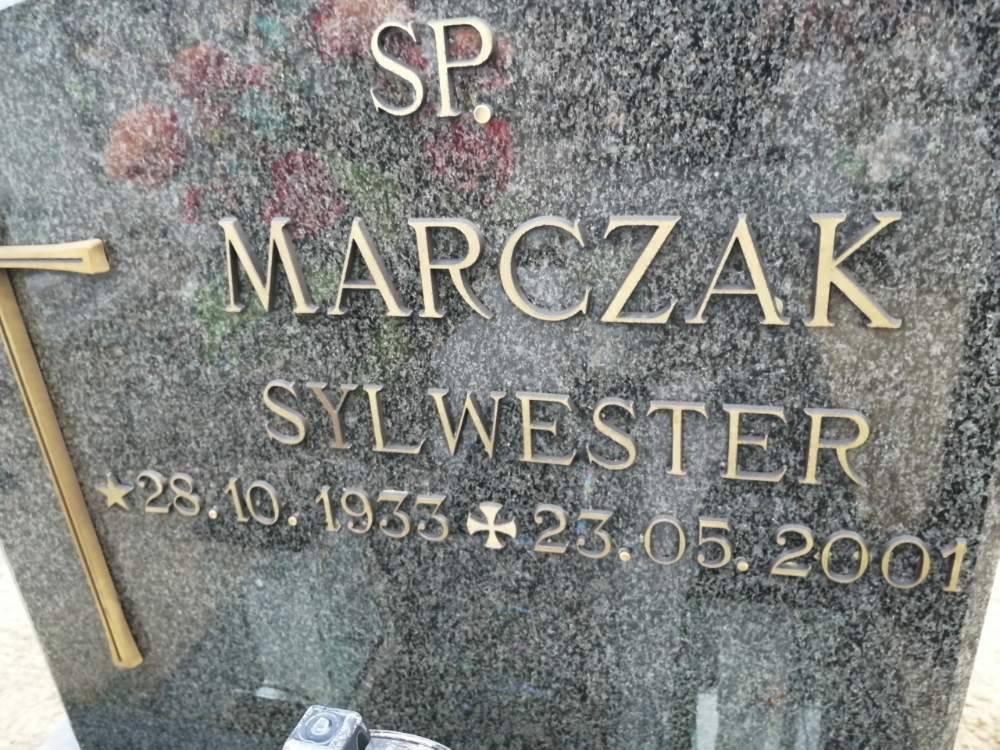 SP.
MARCZAK
SYLWESTER
★28.10.1933 ✠ 23.05.2001